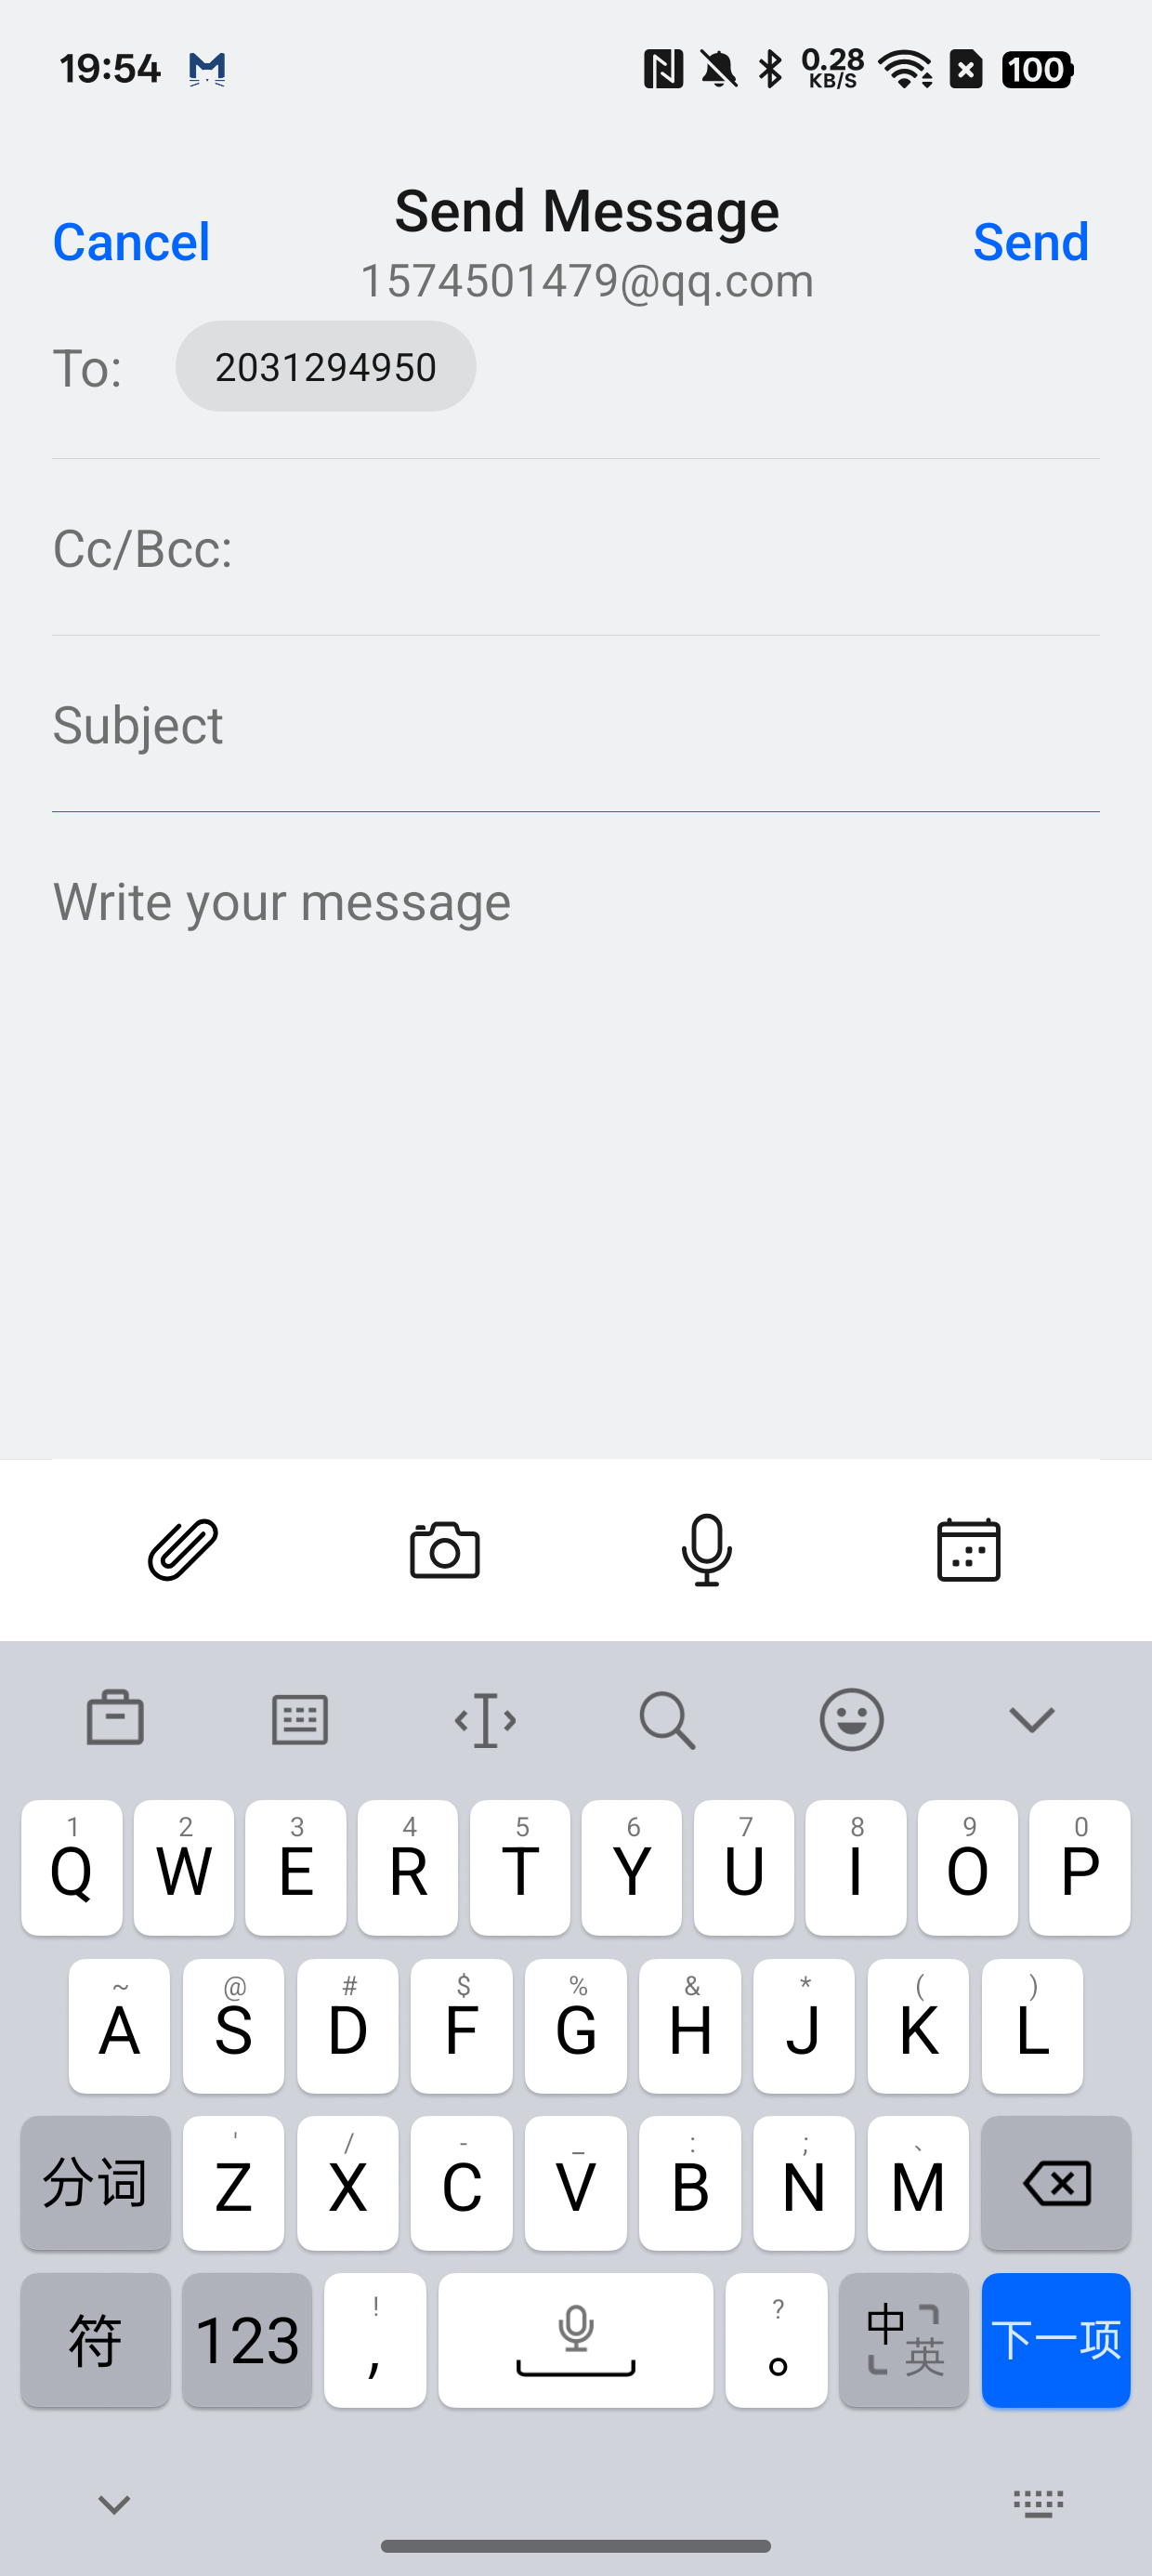 19:54 0.28 KB/S 100
Cancel
Send Message
Send
1574501479@qq.com
To: 2031294950
Cc/Bcc:
Subject
Write your message
1 2 3 4 5 6 7 8 9 0
Q W E R T Y U I O P
~ @ # $ % & * ( )
A S D F G H J K L
' / - _ : ; 、
分词 Z X C V B N M
! ?
符 123 , 。 中 英 下一项